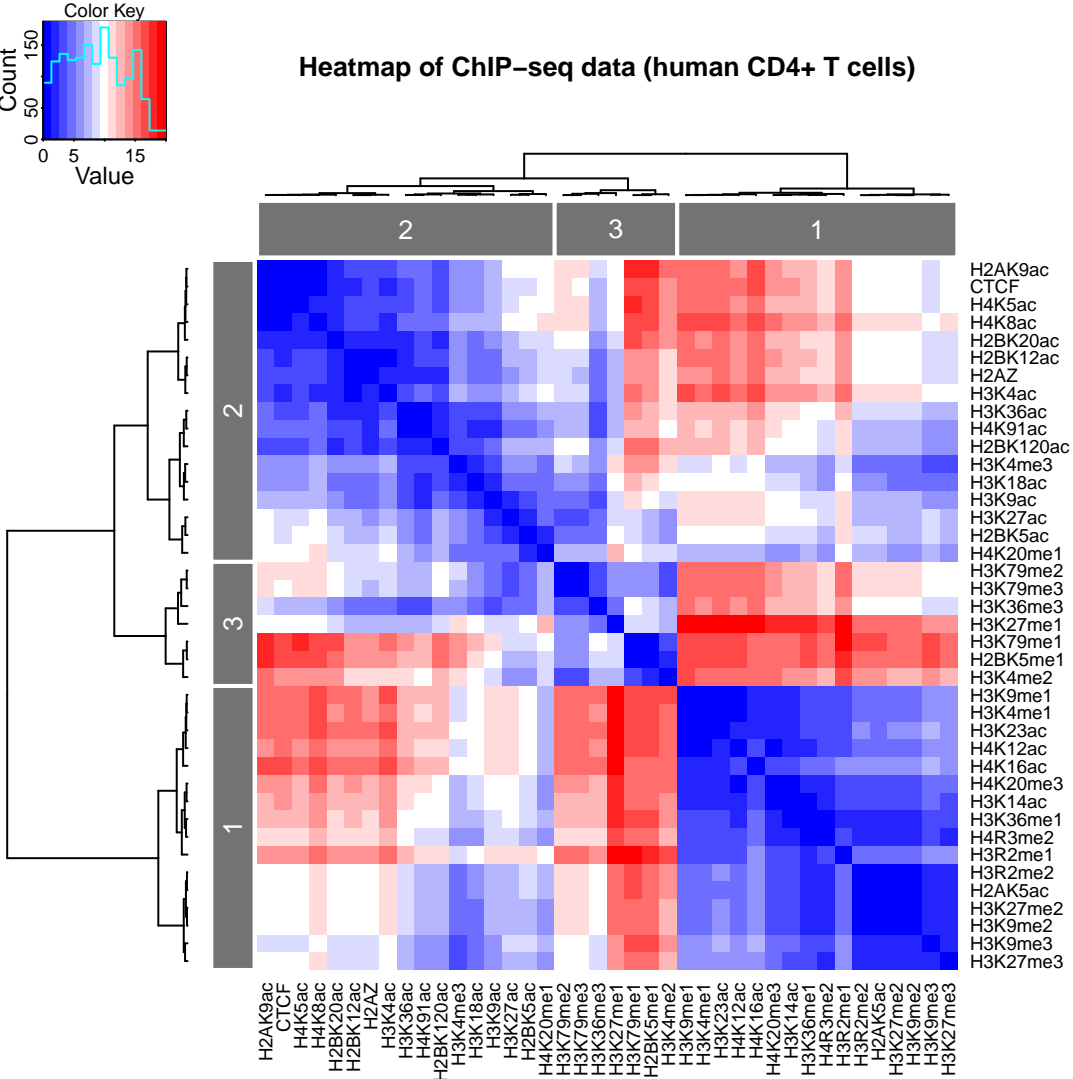 Color Key
Heatmap of ChIP−seq data (human CD4+ T cells)
Count
150
50
0
0 5 15
Value
2 3 1
2
3
1
H2AK9ac
CTCF
H4K5ac
H4K8ac
H2BK20ac
H2BK12ac
H2AZ
H3K4ac
H3K36ac
H4K91ac
H2BK120ac
H3K4me3
H3K18ac
H3K9ac
H3K27ac
H2BK5ac
H4K20me1
H3K79me2
H3K79me3
H3K36me3
H3K27me1
H3K79me1
H2BK5me1
H3K4me2
H3K9me1
H3K4me1
H3K23ac
H4K12ac
H4K16ac
H4K20me3
H3K14ac
H3K36me1
H4R3me2
H3R2me1
H3R2me2
H2AK5ac
H3K27me2
H3K9me2
H3K9me3
H3K27me3
H2AK9ac
CTCF
H4K5ac
H4K8ac
H2BK20ac
H2BK12ac
H2AZ
H3K4ac
H3K36ac
H4K91ac
H2BK120ac
H3K4me3
H3K18ac
H3K9ac
H3K27ac
H2BK5ac
H4K20me1
H3K79me2
H3K79me3
H3K36me3
H3K27me1
H3K79me1
H2BK5me1
H3K4me2
H3K9me1
H3K4me1
H3K23ac
H4K12ac
H4K16ac
H4K20me3
H3K14ac
H3K36me1
H4R3me2
H3R2me1
H3R2me2
H2AK5ac
H3K27me2
H3K9me2
H3K9me3
H3K27me3